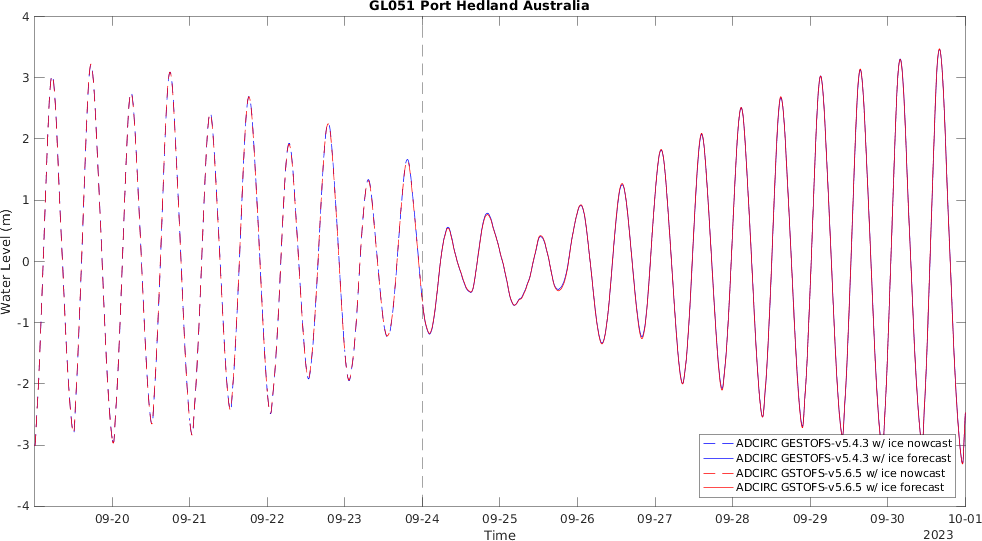 GL051 Port Hedland Australia
4
3
2
1
0
-1
-2
-3
-4
Water Level (m)
09-20 09-21 09-22 09-23 09-24 09-25 09-26 09-27 09-28 09-29 09-30 10-01
Time
2023
ADCIRC GESTOFS-v5.4.3 w/ ice nowcast
ADCIRC GESTOFS-v5.4.3 w/ ice forecast
ADCIRC GSTOFS-v5.6.5 w/ ice nowcast
ADCIRC GSTOFS-v5.6.5 w/ ice forecast